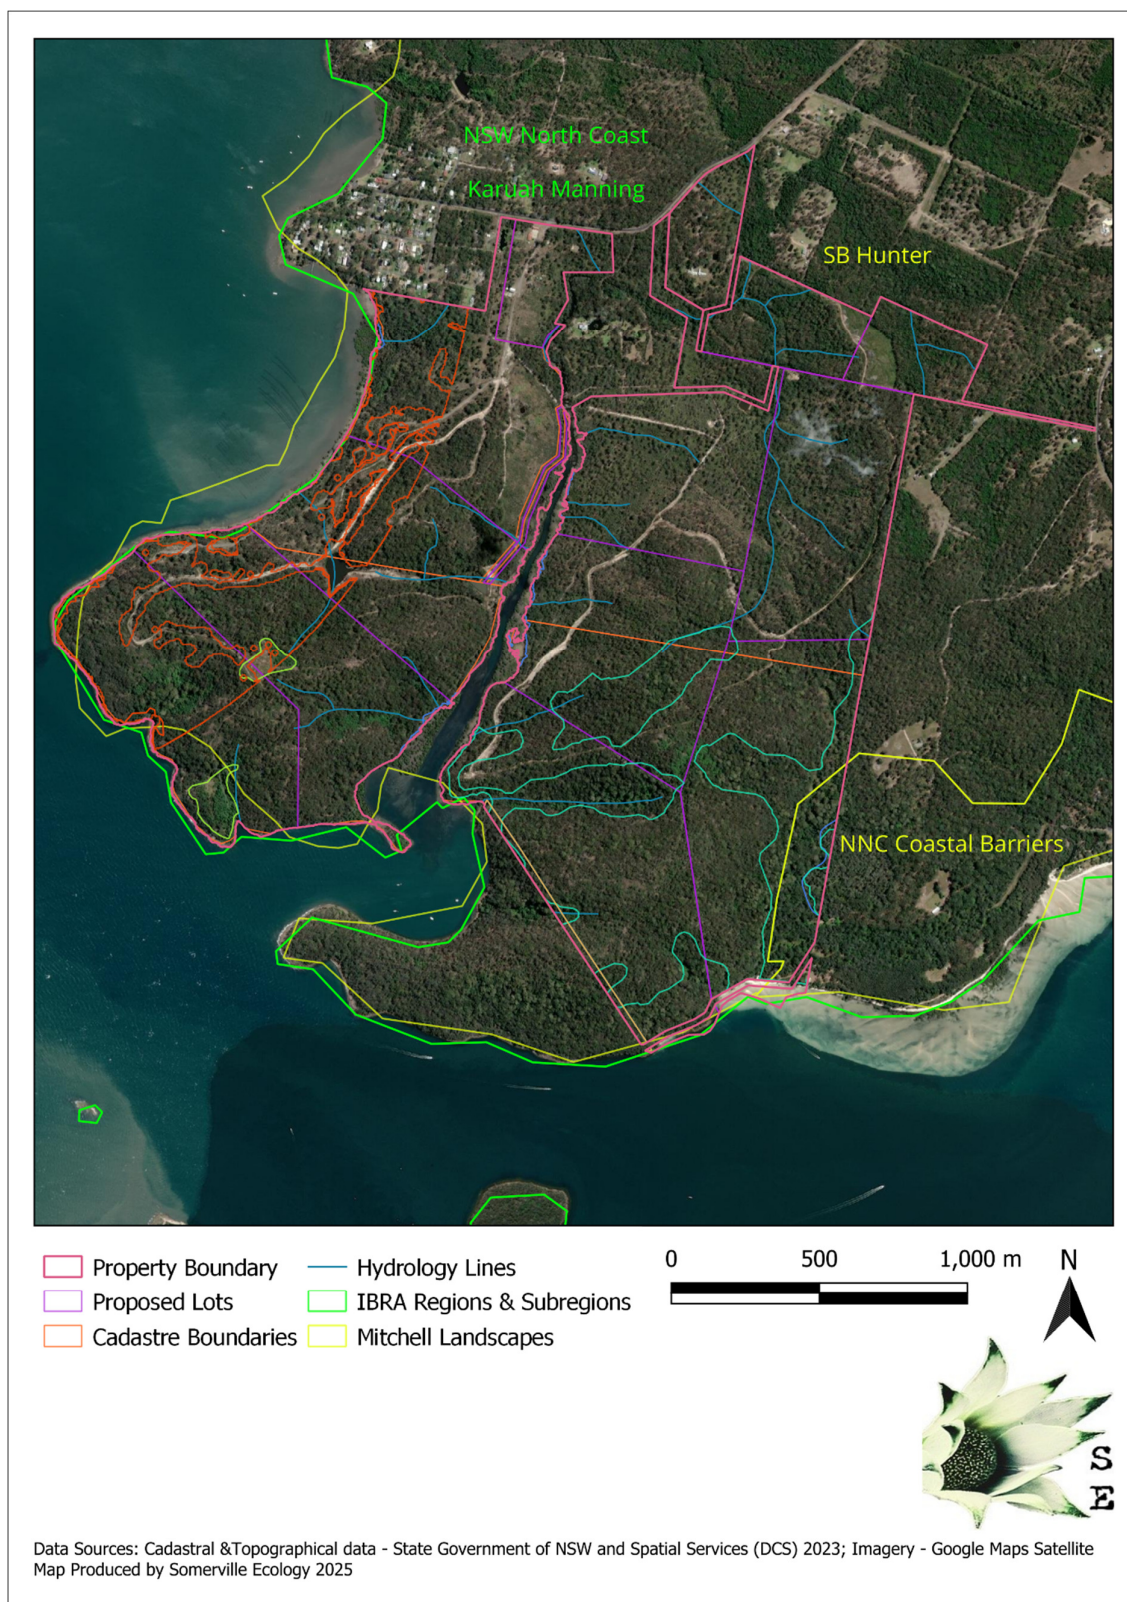 NSW North Coast
Karuah Manning
SB Hunter
NNC Coastal Barriers
Property Boundary
Proposed Lots
Cadastre Boundaries
Hydrology Lines
IBRA Regions & Subregions
Mitchell Landscapes
0 500 1,000 m
N
S
E
Data Sources: Cadastral &Topographical data - State Government of NSW and Spatial Services (DCS) 2023; Imagery - Google Maps Satellite
Map Produced by Somerville Ecology 2025